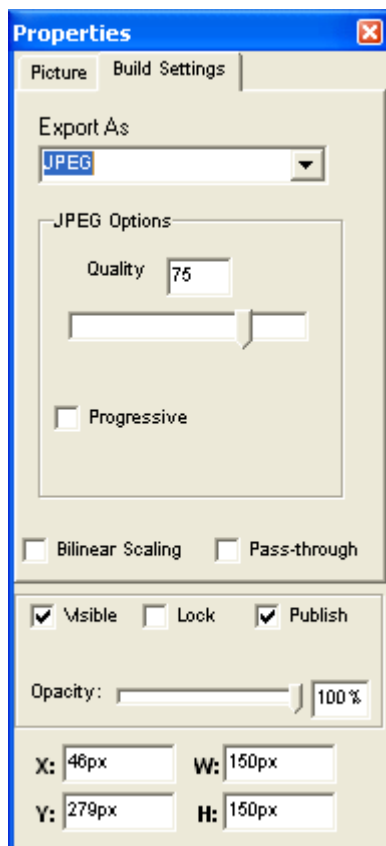 Properties
Picture Build Settings
Export As
JPEG
JPEG Options
Quality 75
Progressive
Bilinear Scaling Pass-through
Visible Lock Publish
Opacity: 100%
X: 46px W: 150px
Y: 279px H: 150px